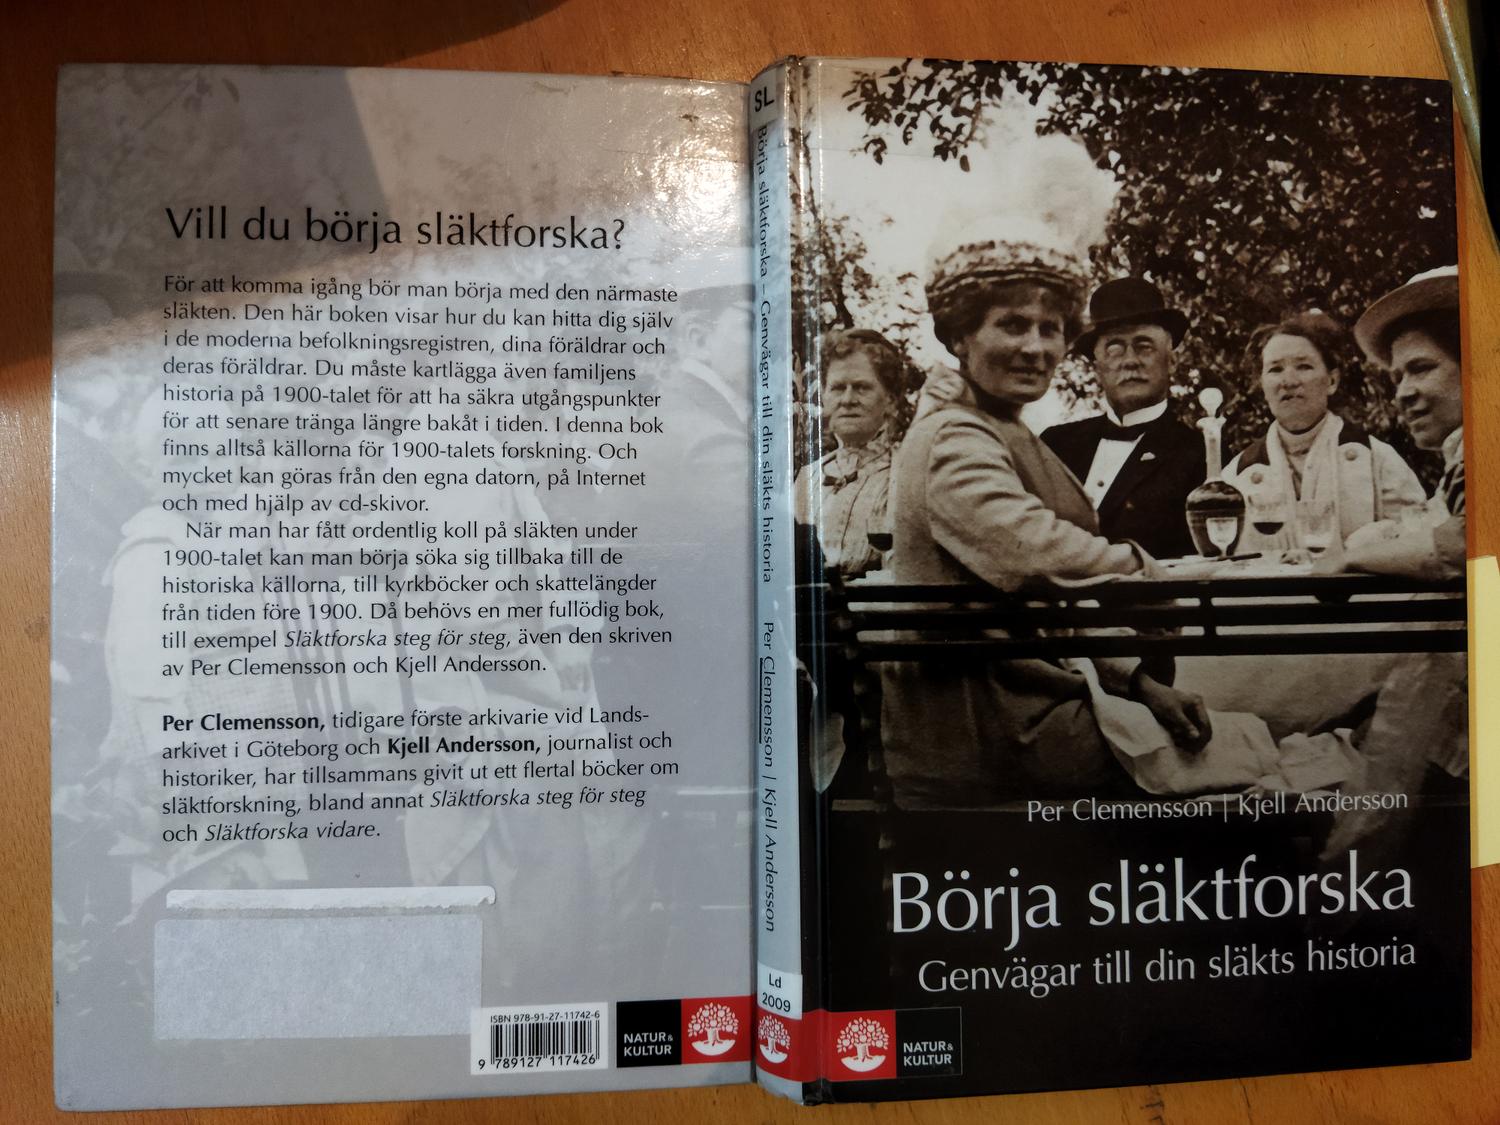 Vill du börja släktforska?
För att komma igång bör man börja med den närmaste
släkten. Den här boken visar hur du kan hitta dig själv
i de moderna befolkningsregistren, dina föräldrar och
deras föräldrar. Du måste kartlägga även familjens
historia på 1900-talet för att ha säkra utgångspunkter
för att senare tränga längre bakåt i tiden. I denna bok
finns alltså källorna för 1900-talets forskning. Och
mycket kan göras från den egna datorn, på Internet
och med hjälp av cd-skivor.
När man har fått ordentlig koll på släkten under
1900-talet kan man börja söka sig tillbaka till de
historiska källorna, till kyrkböcker och skattelängder
från tiden före 1900. Då behövs en mer fullödig bok,
till exempel Släktforska steg för steg, även den skriven
av Per Clemensson och Kjell Andersson.
Per Clemensson, tidigare förste arkivarie vid Lands-
arkivet i Göteborg och Kjell Andersson, journalist och
historiker, har tillsammans givit ut ett flertal böcker om
släktforskning, bland annat Släktforska steg för steg
och Släktforska vidare.
ISBN 978-91-27-11742-6
9 789127 117426
NATUR &
KULTUR
SL
Börja släktforska – Genvägar till din släkts historia Per Clemensson | Kjell Andersson
Ld
2009
Per Clemensson | Kjell Andersson
Börja släktforska
Genvägar till din släkts historia
NATUR &
KULTUR